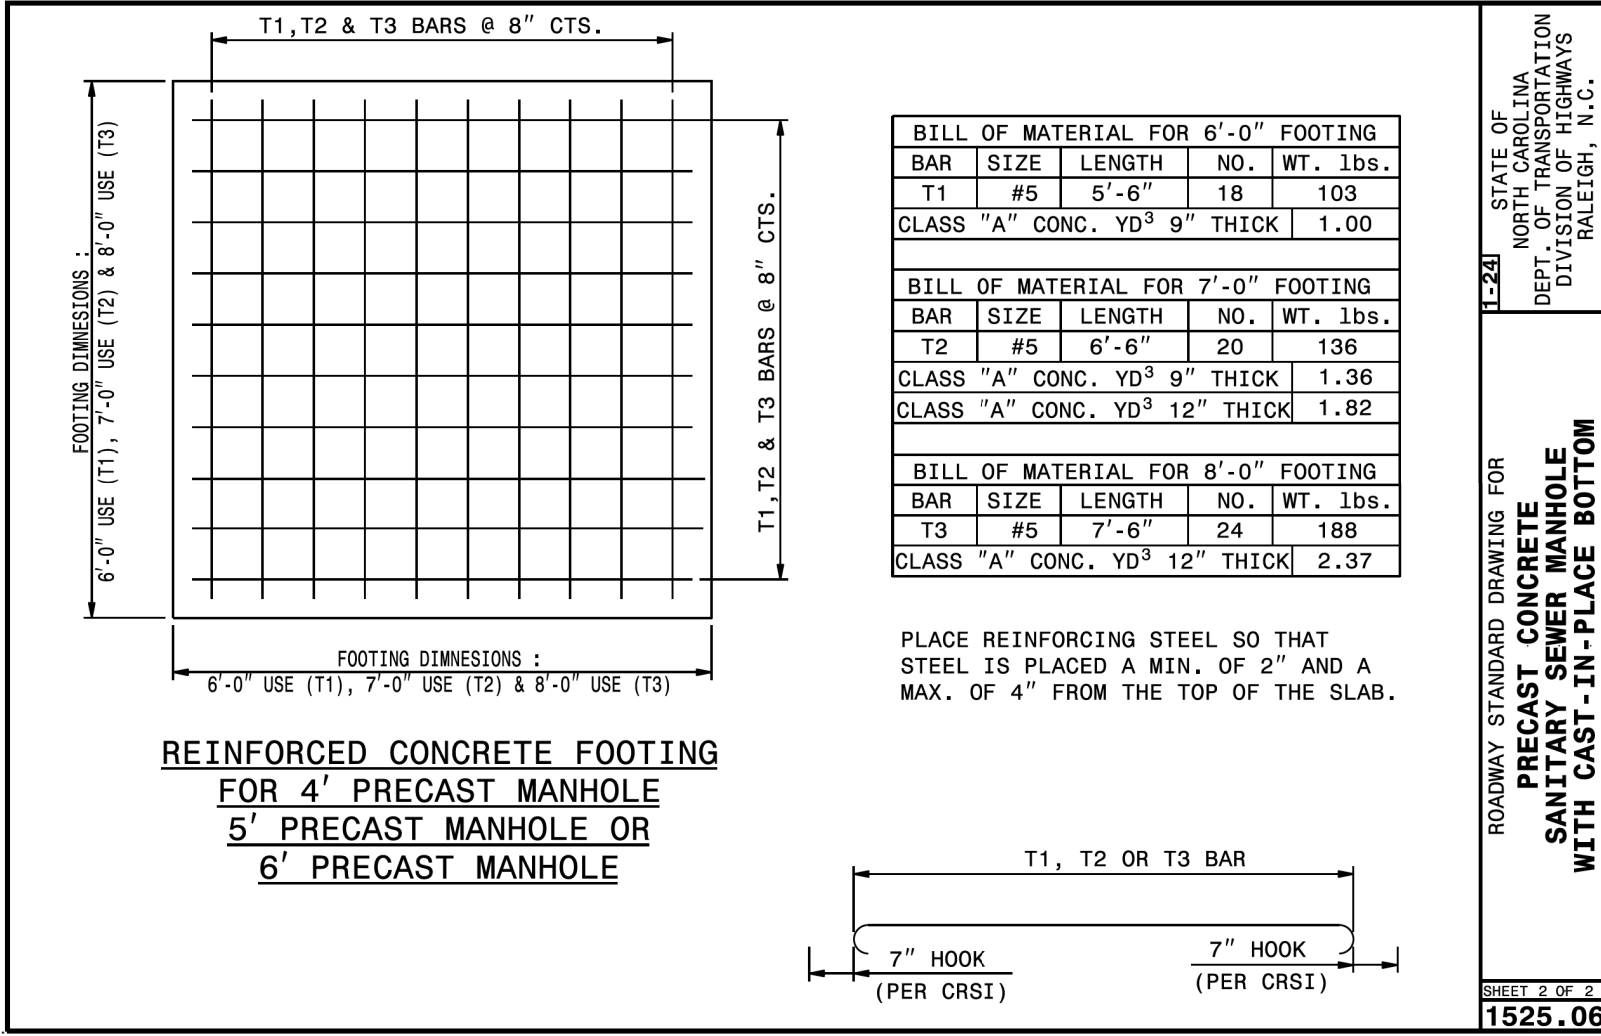 T1,T2 & T3 BARS @ 8" CTS.
FOOTING DIMNESIONS :
6'-0" USE (T1), 7'-0" USE (T2) & 8'-0" USE (T3)
T1,T2 & T3 BARS @ 8" CTS.
FOOTING DIMNESIONS :
6'-0" USE (T1), 7'-0" USE (T2) & 8'-0" USE (T3)
REINFORCED CONCRETE FOOTING
FOR 4' PRECAST MANHOLE
5' PRECAST MANHOLE OR
6' PRECAST MANHOLE
BILL OF MATERIAL FOR 6'-0" FOOTING
BAR SIZE LENGTH NO. WT. lbs.
T1 #5 5'-6" 18 103
CLASS "A" CONC. YD³ 9" THICK 1.00
BILL OF MATERIAL FOR 7'-0" FOOTING
BAR SIZE LENGTH NO. WT. lbs.
T2 #5 6'-6" 20 136
CLASS "A" CONC. YD³ 9" THICK 1.36
CLASS "A" CONC. YD³ 12" THICK 1.82
BILL OF MATERIAL FOR 8'-0" FOOTING
BAR SIZE LENGTH NO. WT. lbs.
T3 #5 7'-6" 24 188
CLASS "A" CONC. YD³ 12" THICK 2.37
PLACE REINFORCING STEEL SO THAT
STEEL IS PLACED A MIN. OF 2" AND A
MAX. OF 4" FROM THE TOP OF THE SLAB.
T1, T2 OR T3 BAR
7" HOOK
(PER CRSI)
7" HOOK
(PER CRSI)
1-24
STATE OF
NORTH CAROLINA
DEPT. OF TRANSPORTATION
DIVISION OF HIGHWAYS
RALEIGH, N.C.
ROADWAY STANDARD DRAWING FOR
PRECAST CONCRETE
SANITARY SEWER MANHOLE
WITH CAST-IN-PLACE BOTTOM
SHEET 2 OF 2
1525.06